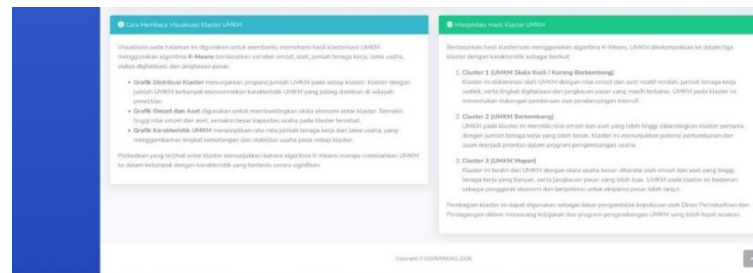 Cara Membaca Visualisasi Klaster UMKM
Visualisasi pada halaman ini digunakan untuk membantu memahami hasil klasterisasi UMKM
menggunakan algoritma K-Means berdasarkan variabel omzet, aset, jumlah tenaga kerja, lama usaha,
status digitalisasi, dan jangkauan pasar.
Grafik Distribusi Klaster menunjukkan proporsi jumlah UMKM pada setiap klaster. Klaster dengan
jumlah UMKM terbanyak mencerminkan karakteristik UMKM yang paling dominan di wilayah
penelitian.
Grafik Omzet dan Aset digunakan untuk membandingkan skala ekonomi antar klaster. Semakin
tinggi nilai omzet dan aset, semakin besar kapasitas usaha pada klaster tersebut.
Grafik Karakteristik UMKM menampilkan rata-rata jumlah tenaga kerja dan lama usaha, yang
menggambarkan tingkat kematangan dan stabilitas usaha pada setiap klaster.
Perbedaan yang terlihat antar klaster menunjukkan bahwa algoritma K-Means mampu memisahkan UMKM
ke dalam kelompok dengan karakteristik yang berbeda secara signifikan.
Interpretasi Hasil Klaster UMKM
Berdasarkan hasil klasterisasi menggunakan algoritma K-Means, UMKM dikelompokkan ke dalam tiga
klaster dengan karakteristik sebagai berikut:
1. Cluster 1 (UMKM Skala Kecil / Kurang Berkembang)
Klaster ini didominasi oleh UMKM dengan omzet dan aset relatif rendah, jumlah tenaga kerja
sedikit, serta tingkat digitalisasi dan jangkauan pasar yang masih terbatas. UMKM pada klaster ini
memerlukan dukungan pembinaan dan pendampingan intensif.
2. Cluster 2 (UMKM Berkembang)
UMKM pada klaster ini memiliki nilai omzet dan aset yang lebih tinggi dibandingkan klaster pertama,
dengan jumlah tenaga kerja yang lebih besar. Klaster ini menunjukkan potensi pertumbuhan dan
layak menjadi prioritas dalam program pengembangan usaha.
3. Cluster 3 (UMKM Mapan)
Klaster ini terdiri dari UMKM dengan skala usaha besar, ditandai oleh omzet dan aset yang tinggi,
tenaga kerja yang banyak, serta jangkauan pasar yang lebih luas. UMKM pada klaster ini berperan
sebagai penggerak ekonomi dan berpotensi untuk ekspansi pasar lebih lanjut.
Pembagian klaster ini dapat digunakan sebagai dasar pengambilan keputusan oleh Dinas Perindustrian dan
Perdagangan dalam merancang kebijakan dan program pengembangan UMKM yang lebih tepat sasaran.
Copyright © DISPERINDAG 2026